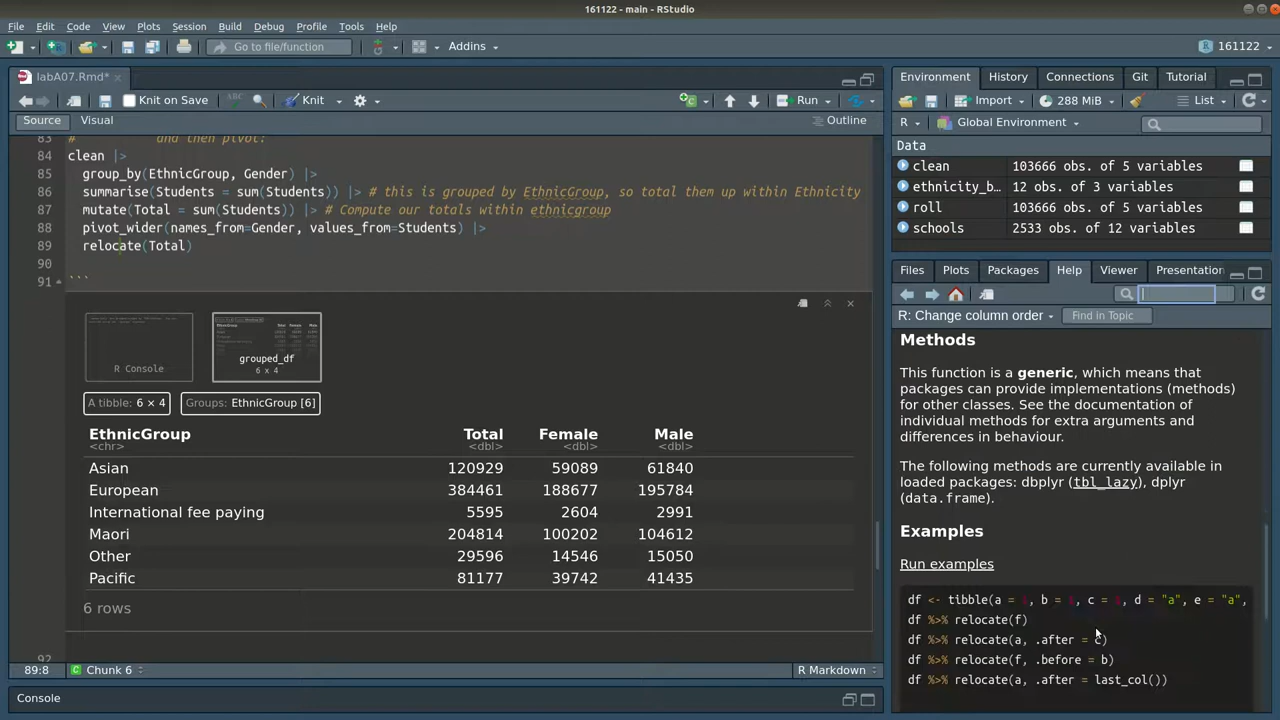 161122 - main - RStudio
File Edit Code View Plots Session Build Debug Profile Tools Help
Go to file/function Addins 161122
labA07.Rmd* Environment History Connections Git Tutorial
Knit on Save ABC Knit Run Import 288 MiB List
Source Visual Outline R Global Environment
Data
83 # and then pivot:
84 clean |> clean 103666 obs. of 5 variables
85 group_by(EthnicGroup, Gender) |> ethnicity_b… 12 obs. of 3 variables
86 summarise(Students = sum(Students)) |> # this is grouped by EthnicGroup, so total them up within Ethnicity
87 mutate(Total = sum(Students)) |> # Compute our totals within ethnicgroup roll 103666 obs. of 5 variables
88 pivot_wider(names_from=Gender, values_from=Students) |> schools 2533 obs. of 12 variables
89 relocate(Total)
90
91 ```
Files Plots Packages Help Viewer Presentation
R: Change column order Find in Topic
R Console
grouped_df
6 x 4
A tibble: 6 × 4 Groups: EthnicGroup [6]
EthnicGroup Total Female Male
<chr> <dbl> <dbl> <dbl>
Asian 120929 59089 61840
European 384461 188677 195784
International fee paying 5595 2604 2991
Maori 204814 100202 104612
Other 29596 14546 15050
Pacific 81177 39742 41435
6 rows
92
89:8 Chunk 6 R Markdown
Console
Methods
This function is a generic, which means that
packages can provide implementations (methods)
for other classes. See the documentation of
individual methods for extra arguments and
differences in behaviour.
The following methods are currently available in
loaded packages: dbplyr (tbl_lazy), dplyr
(data.frame).
Examples
Run examples
df <- tibble(a = , b = , c = , d = "a", e = "a",
df %>% relocate(f)
df %>% relocate(a, .after = c)
df %>% relocate(f, .before = b)
df %>% relocate(a, .after = last_col())